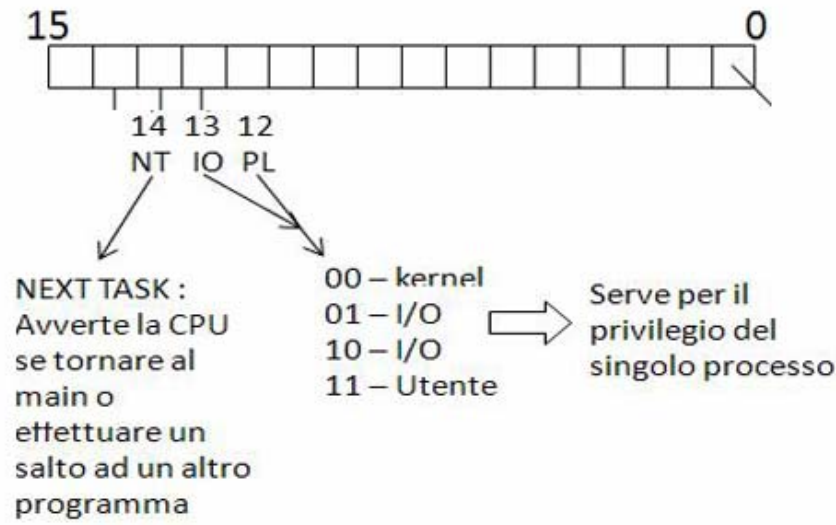 15 0
14 13 12
NT IO PL
NEXT TASK :
Avverte la CPU
se tornare al
main o
effettuare un
salto ad un altro
programma
00 – kernel
01 – I/O
10 – I/O
11 – Utente
Serve per il
privilegio del
singolo processo